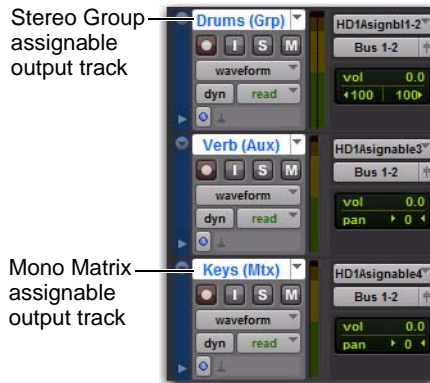 Stereo Group
assignable
output track
Drums (Grp)
I S M
waveform
dyn read
HD1Asignbl1-2
Bus 1-2
vol 0.0
100 100
Verb (Aux)
I S M
waveform
dyn read
HD1Asignable3
Bus 1-2
vol 0.0
pan 0
Mono Matrix
assignable
output track
Keys (Mtx)
I S M
waveform
dyn read
HD1Asignable4
Bus 1-2
vol 0.0
pan 0